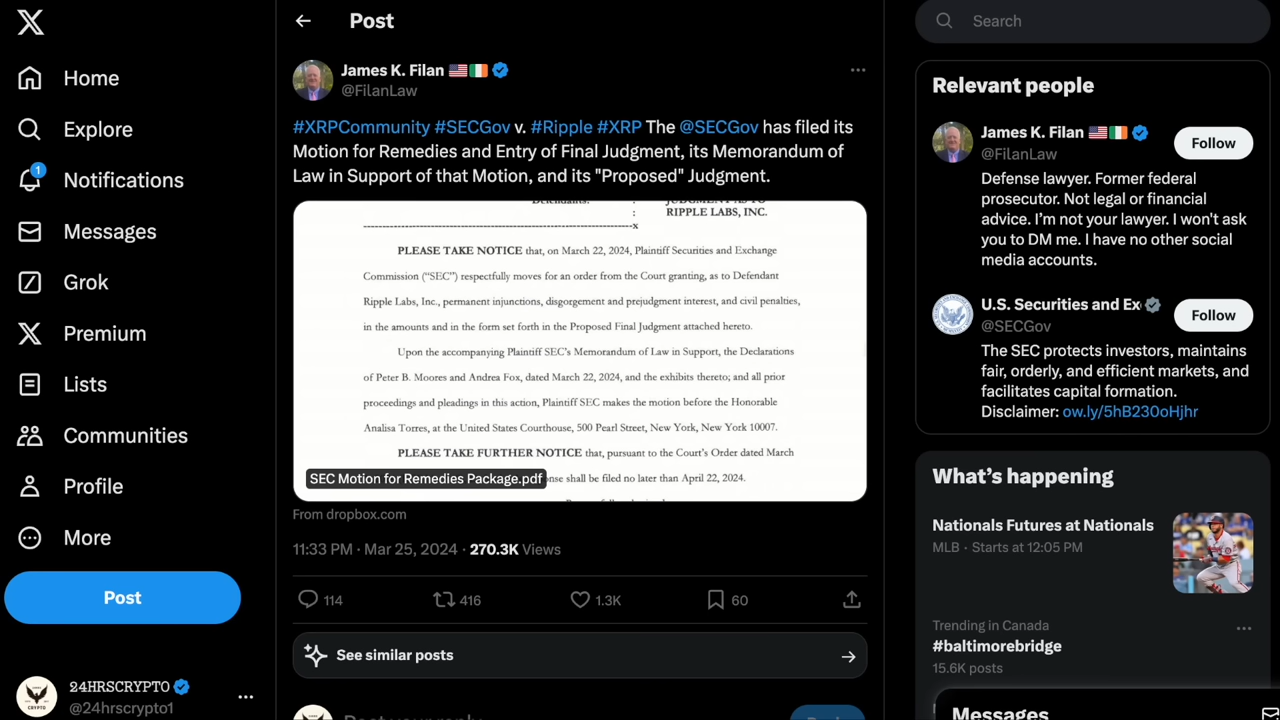 Home
Explore
1
Notifications
Messages
Grok
Premium
Lists
Communities
Profile
More
Post
24HRSCRYPTO
@24hrscrypto1
Post
James K. Filan
@FilanLaw
#XRPCommunity #SECGov v. #Ripple #XRP The @SECGov has filed its
Motion for Remedies and Entry of Final Judgment, its Memorandum of
Law in Support of that Motion, and its "Proposed" Judgment.
Defendants. : JUDGMENT AS TO
: RIPPLE LABS, INC.
------------------------------------------------------------------x
PLEASE TAKE NOTICE that, on March 22, 2024, Plaintiff Securities and Exchange
Commission (“SEC”) respectfully moves for an order from the Court granting, as to Defendant
Ripple Labs, Inc., permanent injunctions, disgorgement and prejudgment interest, and civil penalties,
in the amounts and in the form set forth in the Proposed Final Judgment attached hereto.
Upon the accompanying Plaintiff SEC’s Memorandum of Law in Support, the Declarations
of Peter B. Moores and Andrea Fox, dated March 22, 2024, and the exhibits thereto; and all prior
proceedings and pleadings in this action, Plaintiff SEC makes the motion before the Honorable
Analisa Torres, at the United States Courthouse, 500 Pearl Street, New York, New York 10007.
PLEASE TAKE FURTHER NOTICE that, pursuant to the Court’s Order dated March
SEC Motion for Remedies Package.pdf
nse shall be filed no later than April 22, 2024.
From dropbox.com
11:33 PM · Mar 25, 2024 · 270.3K Views
114 416 1.3K 60
See similar posts
Search
Relevant people
James K. Filan
@FilanLaw
Follow
Defense lawyer. Former federal
prosecutor. Not legal or financial
advice. I’m not your lawyer. I won't ask
you to DM me. I have no other social
media accounts.
U.S. Securities and Ex
@SECGov
Follow
The SEC protects investors, maintains
fair, orderly, and efficient markets, and
facilitates capital formation.
Disclaimer: ow.ly/5hB230oHjhr
What’s happening
Nationals Futures at Nationals
MLB · Starts at 12:05 PM
Trending in Canada
#baltimorebridge
15.6K posts
Messages